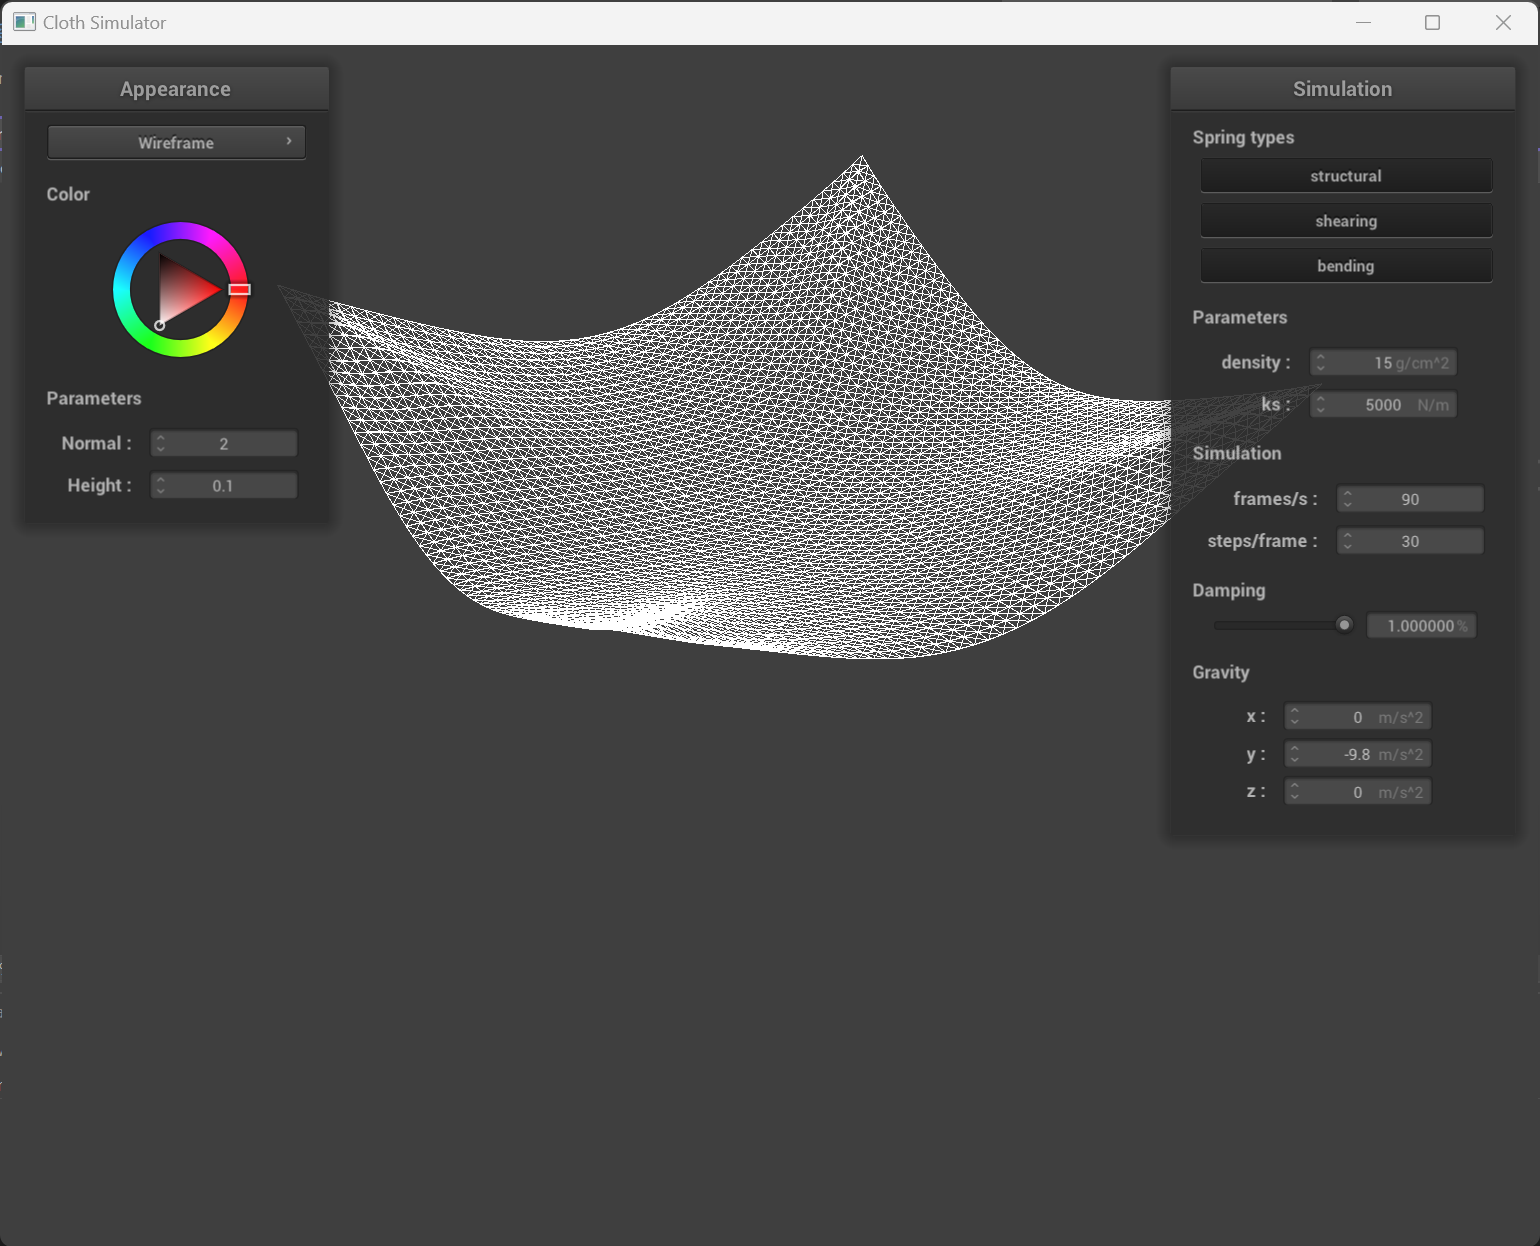 Cloth Simulator
Appearance
Wireframe
Color
Parameters
Normal : 2
Height : 0.1
Simulation
Spring types
structural
shearing
bending
Parameters
density : 15 g/cm^2
ks : 5000 N/m
Simulation
frames/s : 90
steps/frame : 30
Damping
1.000000 %
Gravity
x : 0 m/s^2
y : -9.8 m/s^2
z : 0 m/s^2